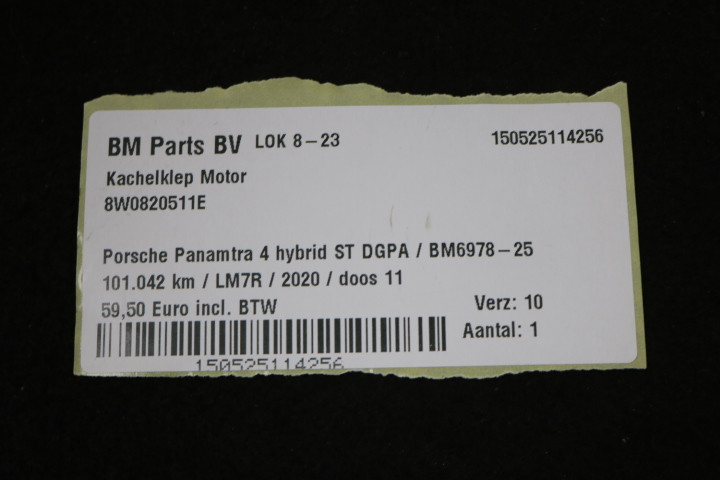 BM Parts BV LOK 8-23 150525114256
Kachelklep Motor
8W0820511E
Porsche Panamtra 4 hybrid ST DGPA / BM6978-25
101.042 km / LM7R / 2020 / doos 11
59,50 Euro incl. BTW Verz: 10
Aantal: 1
150525114256